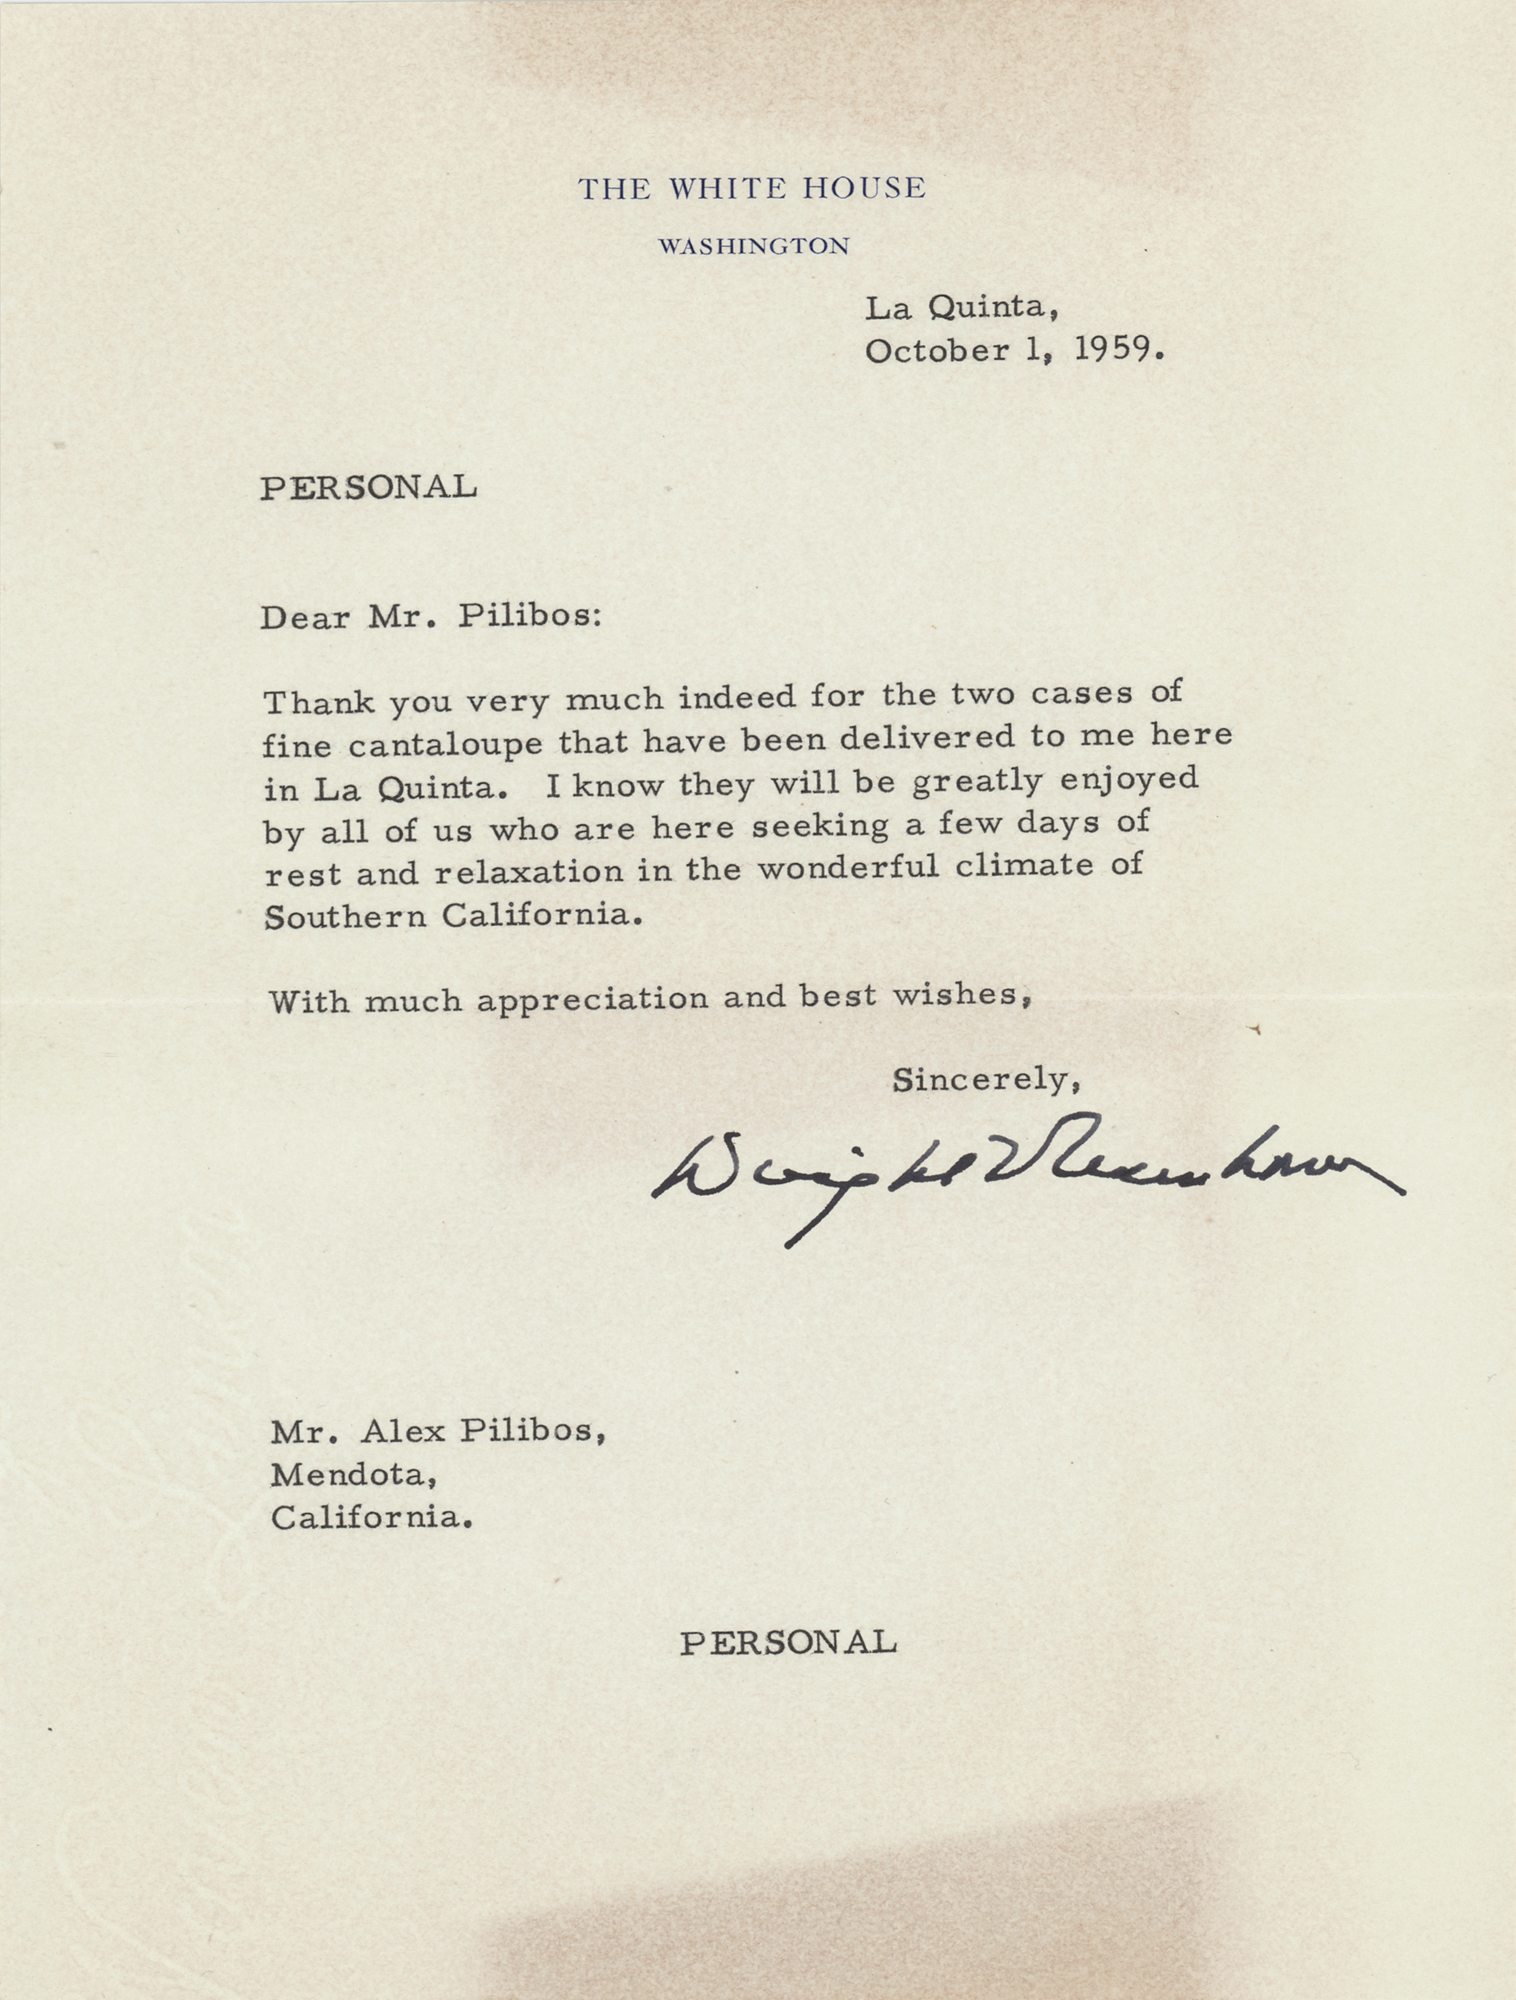 THE WHITE HOUSE
WASHINGTON
La Quinta,
October 1, 1959.
PERSONAL
Dear Mr. Pilibos:
Thank you very much indeed for the two cases of
fine cantaloupe that have been delivered to me here
in La Quinta.  I know they will be greatly enjoyed
by all of us who are here seeking a few days of
rest and relaxation in the wonderful climate of
Southern California.
With much appreciation and best wishes,
Sincerely,
Dwight D Eisenhower
Mr. Alex Pilibos,
Mendota,
California.
PERSONAL